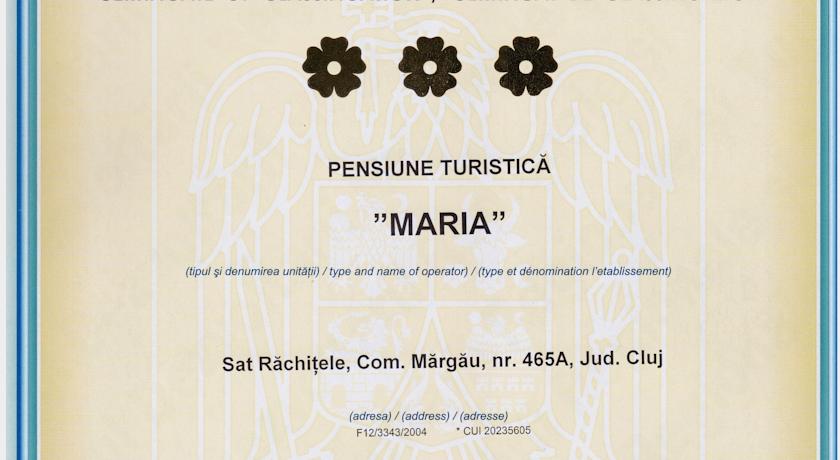 PENSIUNE TURISTICĂ
”MARIA”
(tipul şi denumirea unităţii) / type and name of operator) / (type et dénomination l’etablissement)
Sat Răchițele, Com. Mărgău, nr. 465A, Jud. Cluj
(adresa) / (address) / (adresse)
F12/3343/2004 * CUI 20235605